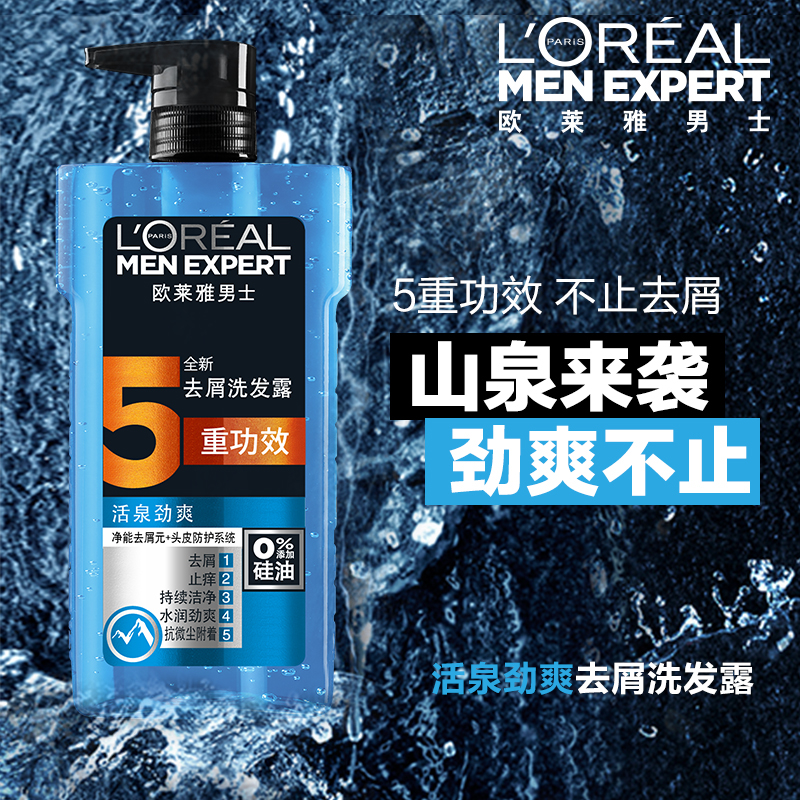 L'ORÉAL
PARIS
MEN EXPERT
欧莱雅男士
L'ORÉAL
PARIS
MEN EXPERT
欧莱雅男士
5
全新
去屑洗发露
重功效
活泉劲爽
净能去屑元+头皮防护系统
去屑 1
止痒 2
持续洁净 3
水润劲爽 4
抗微尘附着 5
0%
添加
硅油
5重功效 不止去屑
山泉来袭
劲爽不止
活泉劲爽去屑洗发露